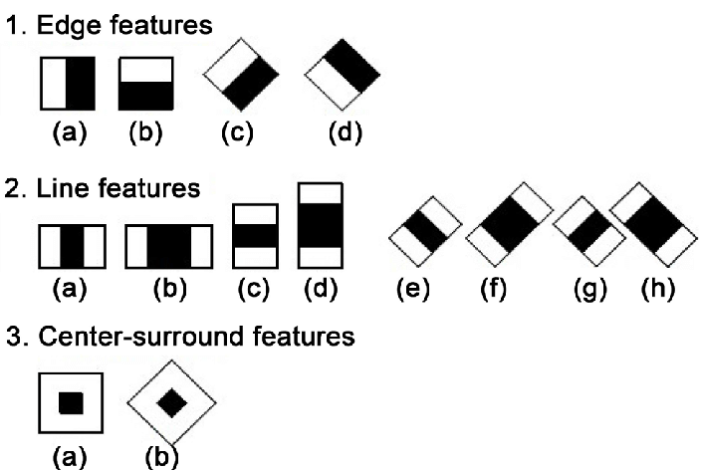 1. Edge features
(a) (b) (c) (d)
2. Line features
(a) (b) (c) (d) (e) (f) (g) (h)
3. Center-surround features
(a) (b)